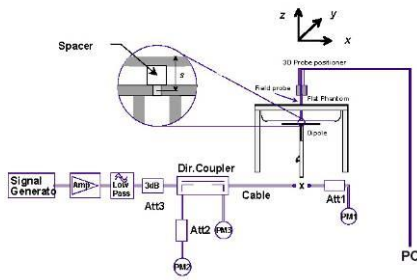 z
y
x
Spacer
s
3D Probe positioner
Field probe
Flat Phantom
Dipole
Signal
Generato
Amp
Low
Pass
3dB
Att3
Dir.Coupler
Cable
x
Att1
Att2
PM3
PM1
PM2
PC